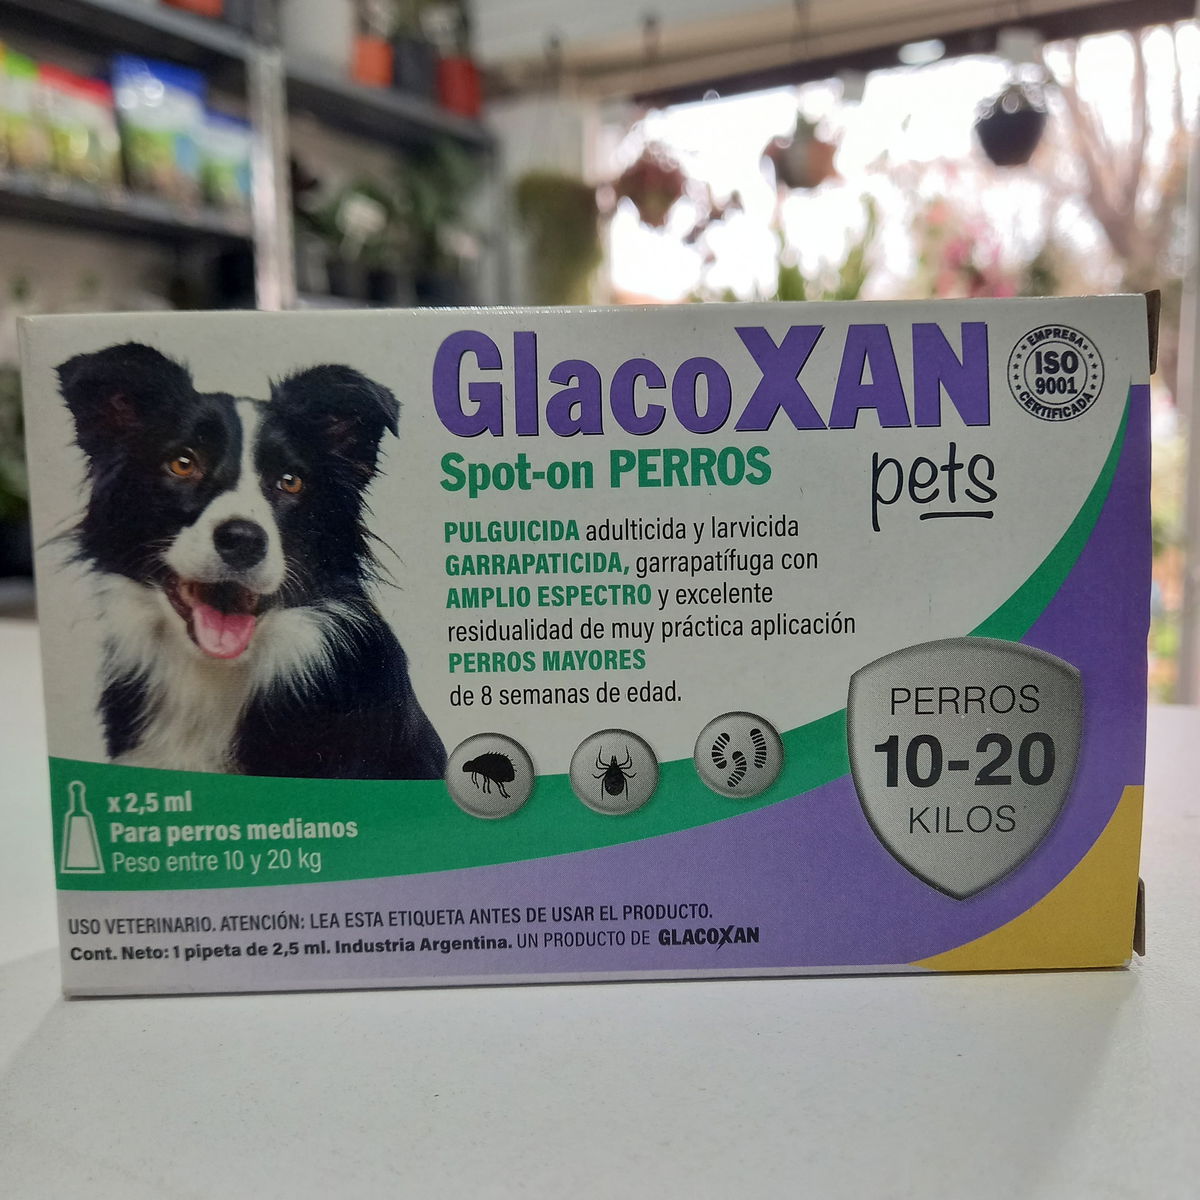 GlacoXAN
EMPRESA
ISO
9001
CERTIFICADA
Spot-on PERROS
pets
PULGUICIDA adulticida y larvicida
GARRAPATICIDA, garrapatífuga con
AMPLIO ESPECTRO y excelente
residualidad de muy práctica aplicación
PERROS MAYORES
de 8 semanas de edad.
PERROS
10-20
KILOS
x 2,5 ml
Para perros medianos
Peso entre 10 y 20 kg
USO VETERINARIO. ATENCIÓN: LEA ESTA ETIQUETA ANTES DE USAR EL PRODUCTO.
Cont. Neto: 1 pipeta de 2,5 ml. Industria Argentina. UN PRODUCTO DE GLACOXAN